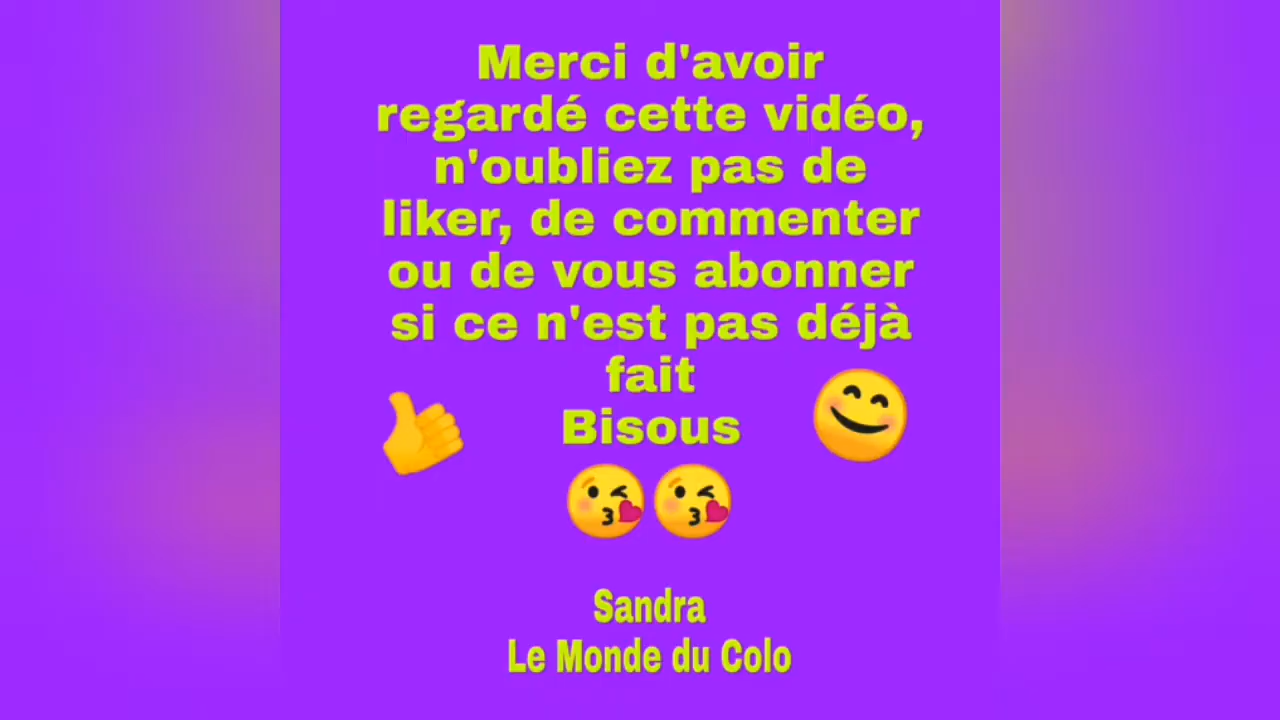 Merci d'avoir
regardé cette vidéo,
n'oubliez pas de
liker, de commenter
ou de vous abonner
si ce n'est pas déjà
fait
Bisous
Sandra
Le Monde du Colo